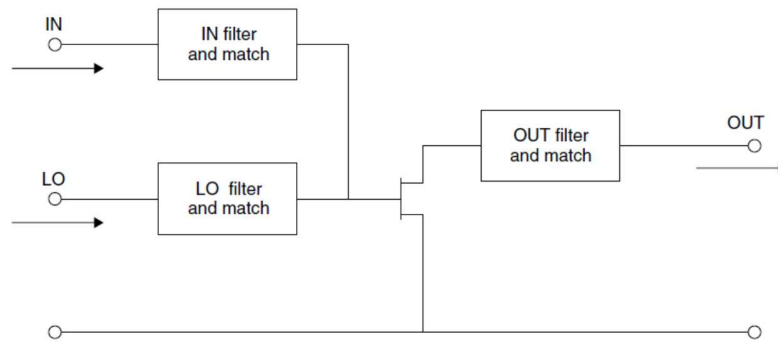 IN
IN filter
and match
OUT filter
and match
OUT
LO
LO filter
and match